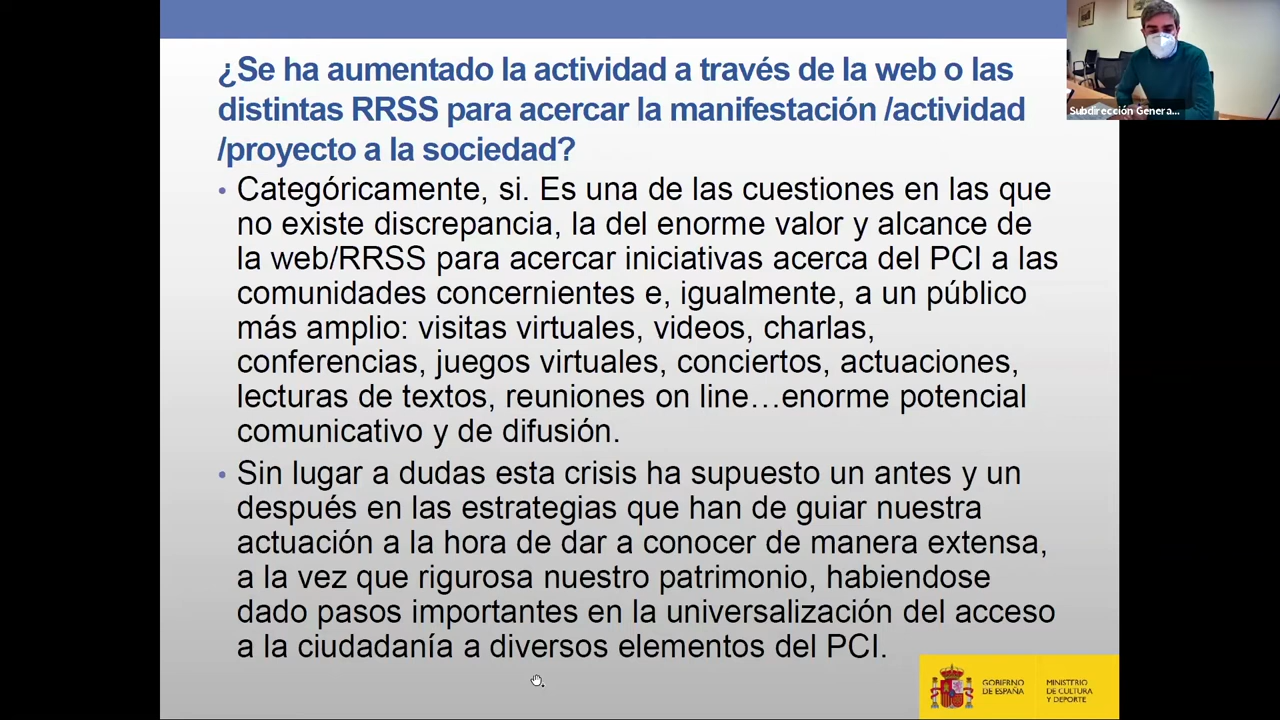 ¿Se ha aumentado la actividad a través de la web o las
distintas RRSS para acercar la manifestación /actividad
/proyecto a la sociedad?
• Categóricamente, si. Es una de las cuestiones en las que
no existe discrepancia, la del enorme valor y alcance de
la web/RRSS para acercar iniciativas acerca del PCI a las
comunidades concernientes e, igualmente, a un público
más amplio: visitas virtuales, videos, charlas,
conferencias, juegos virtuales, conciertos, actuaciones,
lecturas de textos, reuniones on line…enorme potencial
comunicativo y de difusión.
• Sin lugar a dudas esta crisis ha supuesto un antes y un
después en las estrategias que han de guiar nuestra
actuación a la hora de dar a conocer de manera extensa,
a la vez que rigurosa nuestro patrimonio, habiendose
dado pasos importantes en la universalización del acceso
a la ciudadanía a diversos elementos del PCI.
Subdirección Genera...
GOBIERNO
DE ESPAÑA
MINISTERIO
DE CULTURA
Y DEPORTE